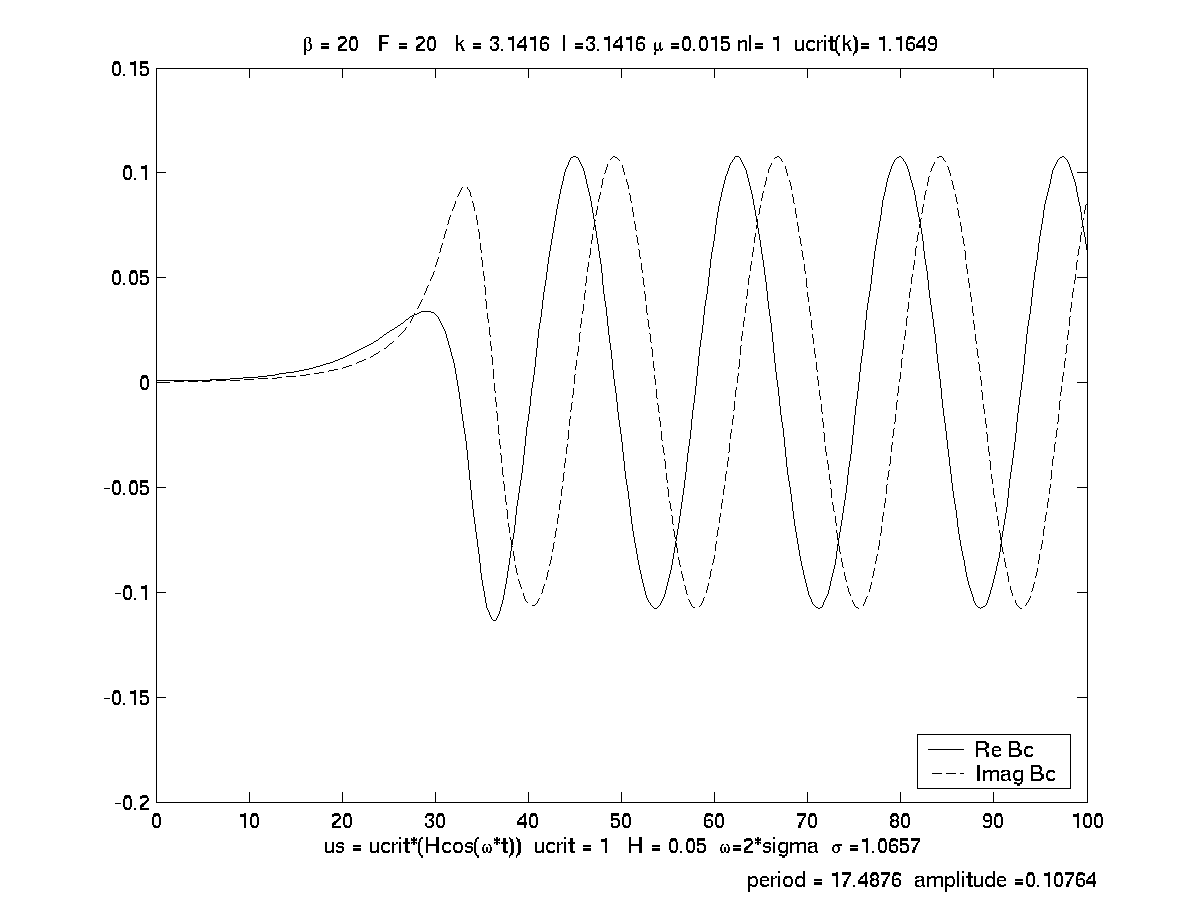 β = 20 F = 20 k = 3.1416 l =3.1416 μ =0.015 nl= 1 ucrit(k)= 1.1649
0.15
0.1
0.05
0
-0.05
-0.1
-0.15
-0.2
Re Bc
Imag Bc
0 10 20 30 40 50 60 70 80 90 100
us = ucrit*(Hcos(ω*t)) ucrit = 1 H = 0.05 ω=2*sigma σ =1.0657
period = 17.4876 amplitude =0.10764